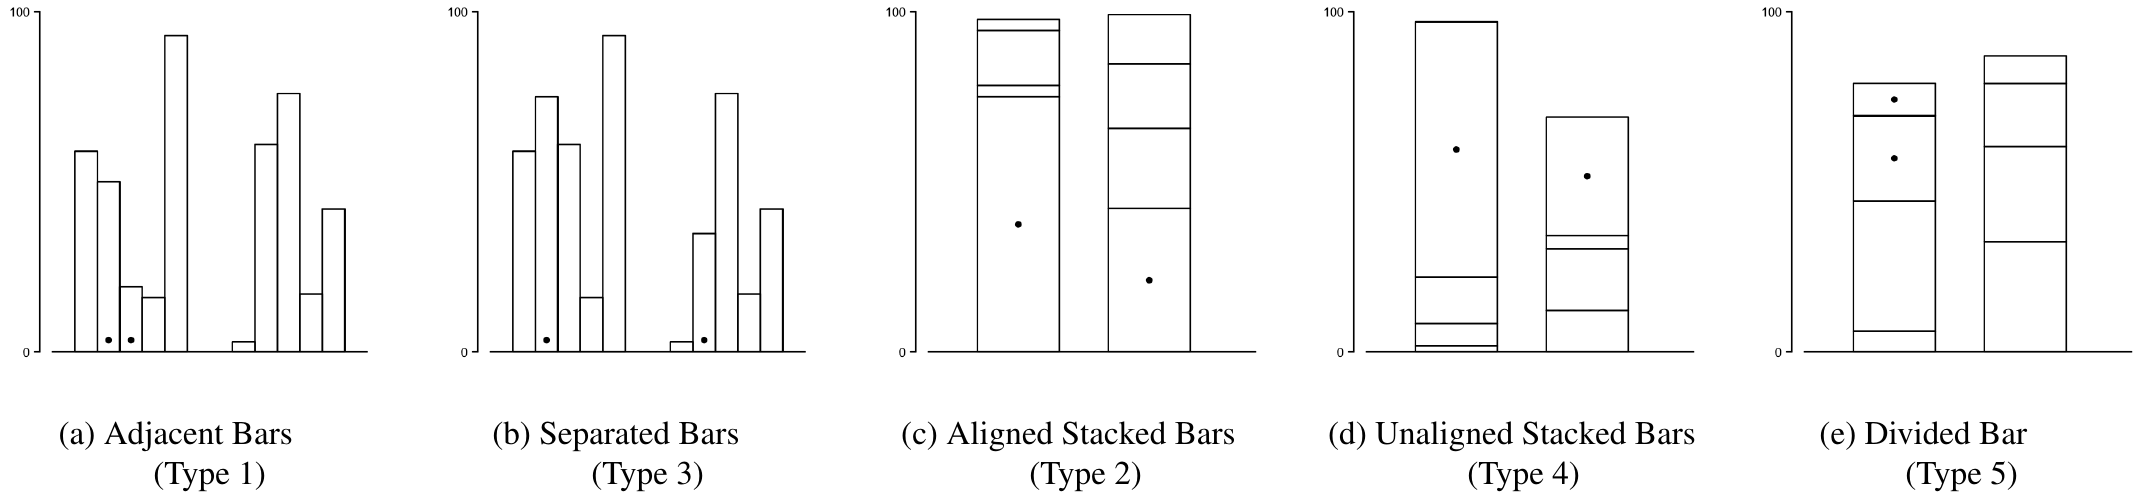 100
0
100
0
100
0
100
0
100
0
(a) Adjacent Bars
(Type 1)
(b) Separated Bars
(Type 3)
(c) Aligned Stacked Bars
(Type 2)
(d) Unaligned Stacked Bars
(Type 4)
(e) Divided Bar
(Type 5)